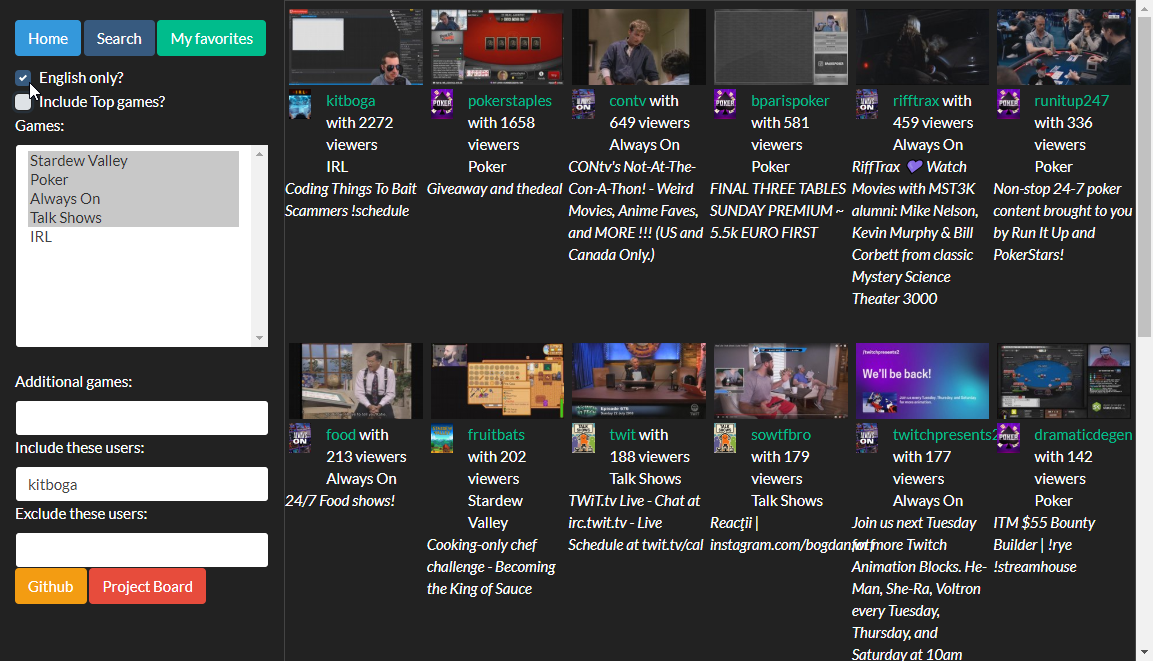 Home Search My favorites
English only?
Include Top games?
Games:
Stardew Valley
Poker
Always On
Talk Shows
IRL
Additional games:
Include these users:
kitboga
Exclude these users:
Github Project Board
kitboga
with 2272
viewers
IRL
Coding Things To Bait
Scammers !schedule
pokerstaples
with 1658
viewers
Poker
Giveaway and thedeal
contv with
649 viewers
Always On
CONtv's Not-At-The-
Con-A-Thon! - Weird
Movies, Anime Faves,
and MORE !!! (US and
Canada Only.)
POKER
bparispoker
with 581
viewers
Poker
FINAL THREE TABLES
SUNDAY PREMIUM ~
5.5k EURO FIRST
rifftrax with
459 viewers
Always On
RiffTrax 💜 Watch
Movies with MST3K
alumni: Mike Nelson,
Kevin Murphy & Bill
Corbett from classic
Mystery Science
Theater 3000
POKER
runitup247
with 336
viewers
Poker
Non-stop 24-7 poker
content brought to you
by Run It Up and
PokerStars!
food with
213 viewers
Always On
24/7 Food shows!
fruitbats
with 202
viewers
Stardew
Valley
Cooking-only chef
challenge - Becoming
the King of Sauce
Episode 676
twit with
188 viewers
Talk Shows
TWiT.tv Live - Chat at
irc.twit.tv - Live
Schedule at twit.tv/cal
sowtfbro
with 179
viewers
Talk Shows
Reacții |
instagram.com/bogdanwtf
/twitchpresents2
We'll be back!
twitchpresents2
with 177
viewers
Always On
Join us next Tuesday
for more Twitch
Animation Blocks. He-
Man, She-Ra, Voltron
every Tuesday,
Thursday, and
Saturday at 10am
POKER
dramaticdegen
with 142
viewers
Poker
ITM $55 Bounty
Builder | !rye
!streamhouse